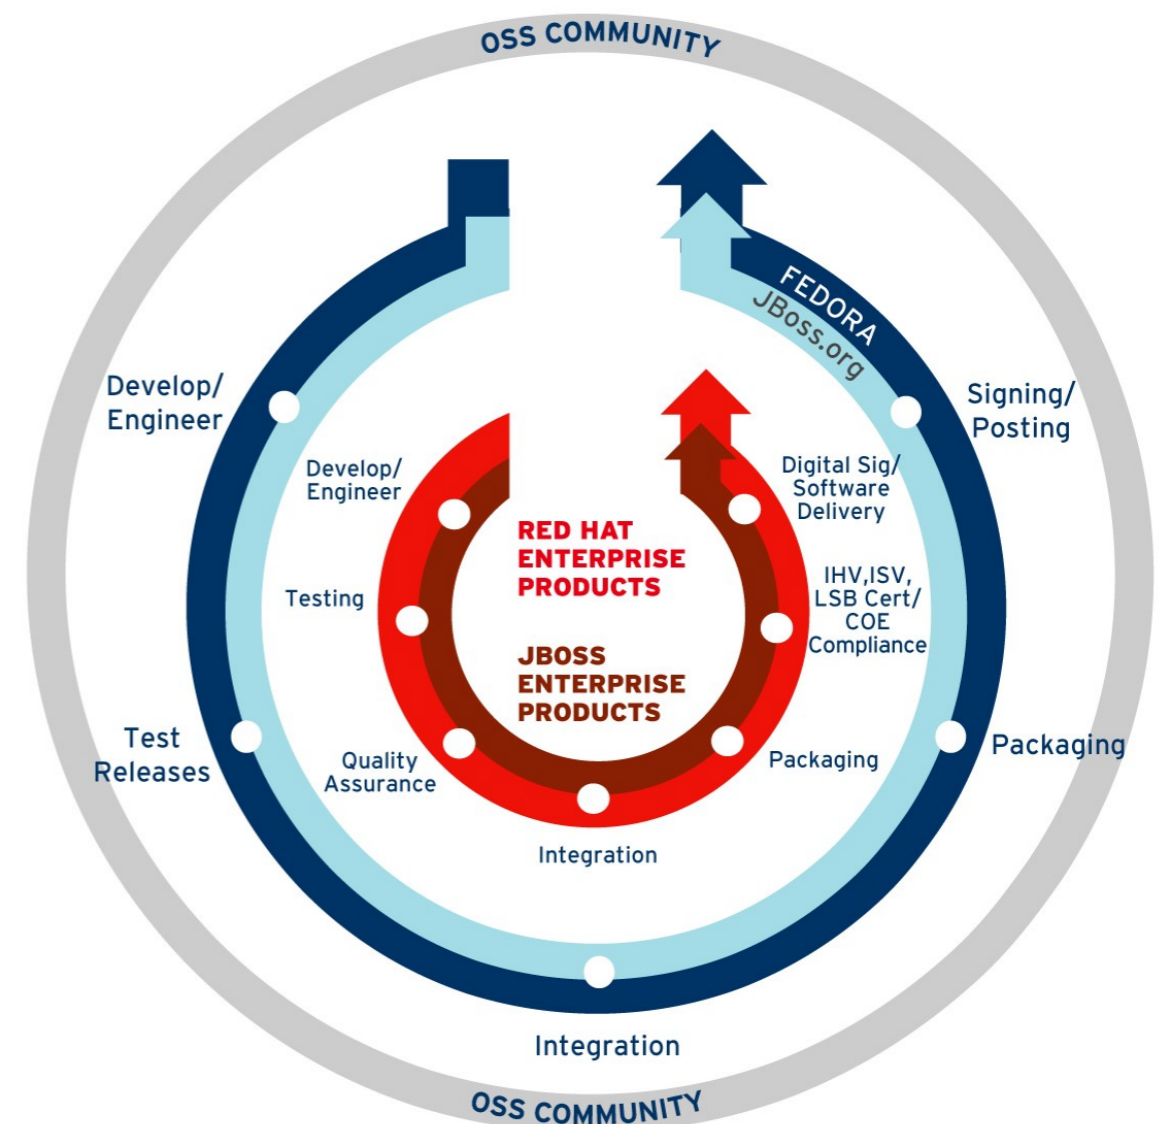 OSS COMMUNITY
FEDORA
JBoss.org
Develop/
Engineer
Signing/
Posting
Develop/
Engineer
Digital Sig/
Software
Delivery
RED HAT
ENTERPRISE
PRODUCTS
Testing
IHV,ISV,
LSB Cert/
COE
Compliance
JBOSS
ENTERPRISE
PRODUCTS
Test
Releases
Quality
Assurance
Packaging
Packaging
Integration
Integration
OSS COMMUNITY